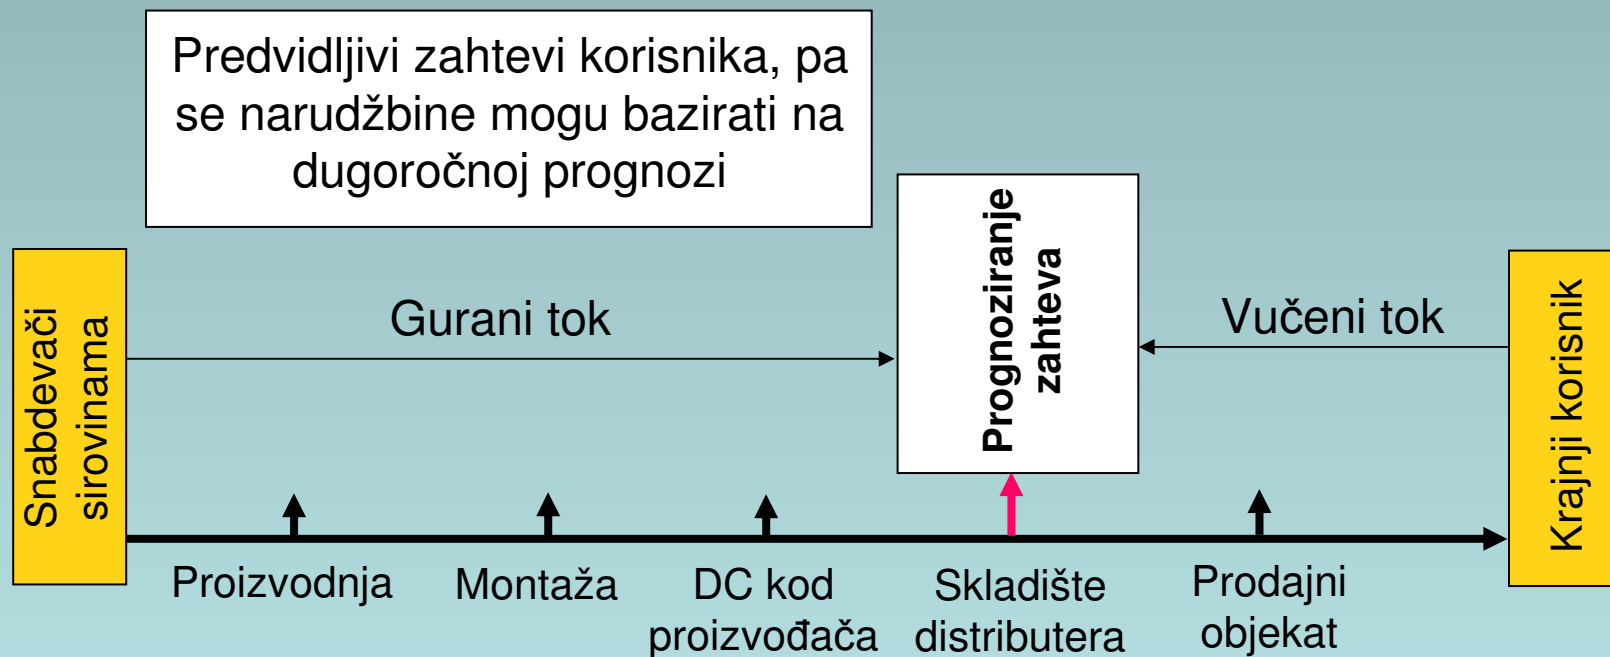 Predvidljivi zahtevi korisnika, pa
se narudžbine mogu bazirati na
dugoročnoj prognozi
Snabdevači
sirovinama
Gurani tok
Prognoziranje
zahteva
Vučeni tok
Krajnji korisnik
Proizvodnja
Montaža
DC kod
proizvođača
Skladište
distributera
Prodajni
objekat